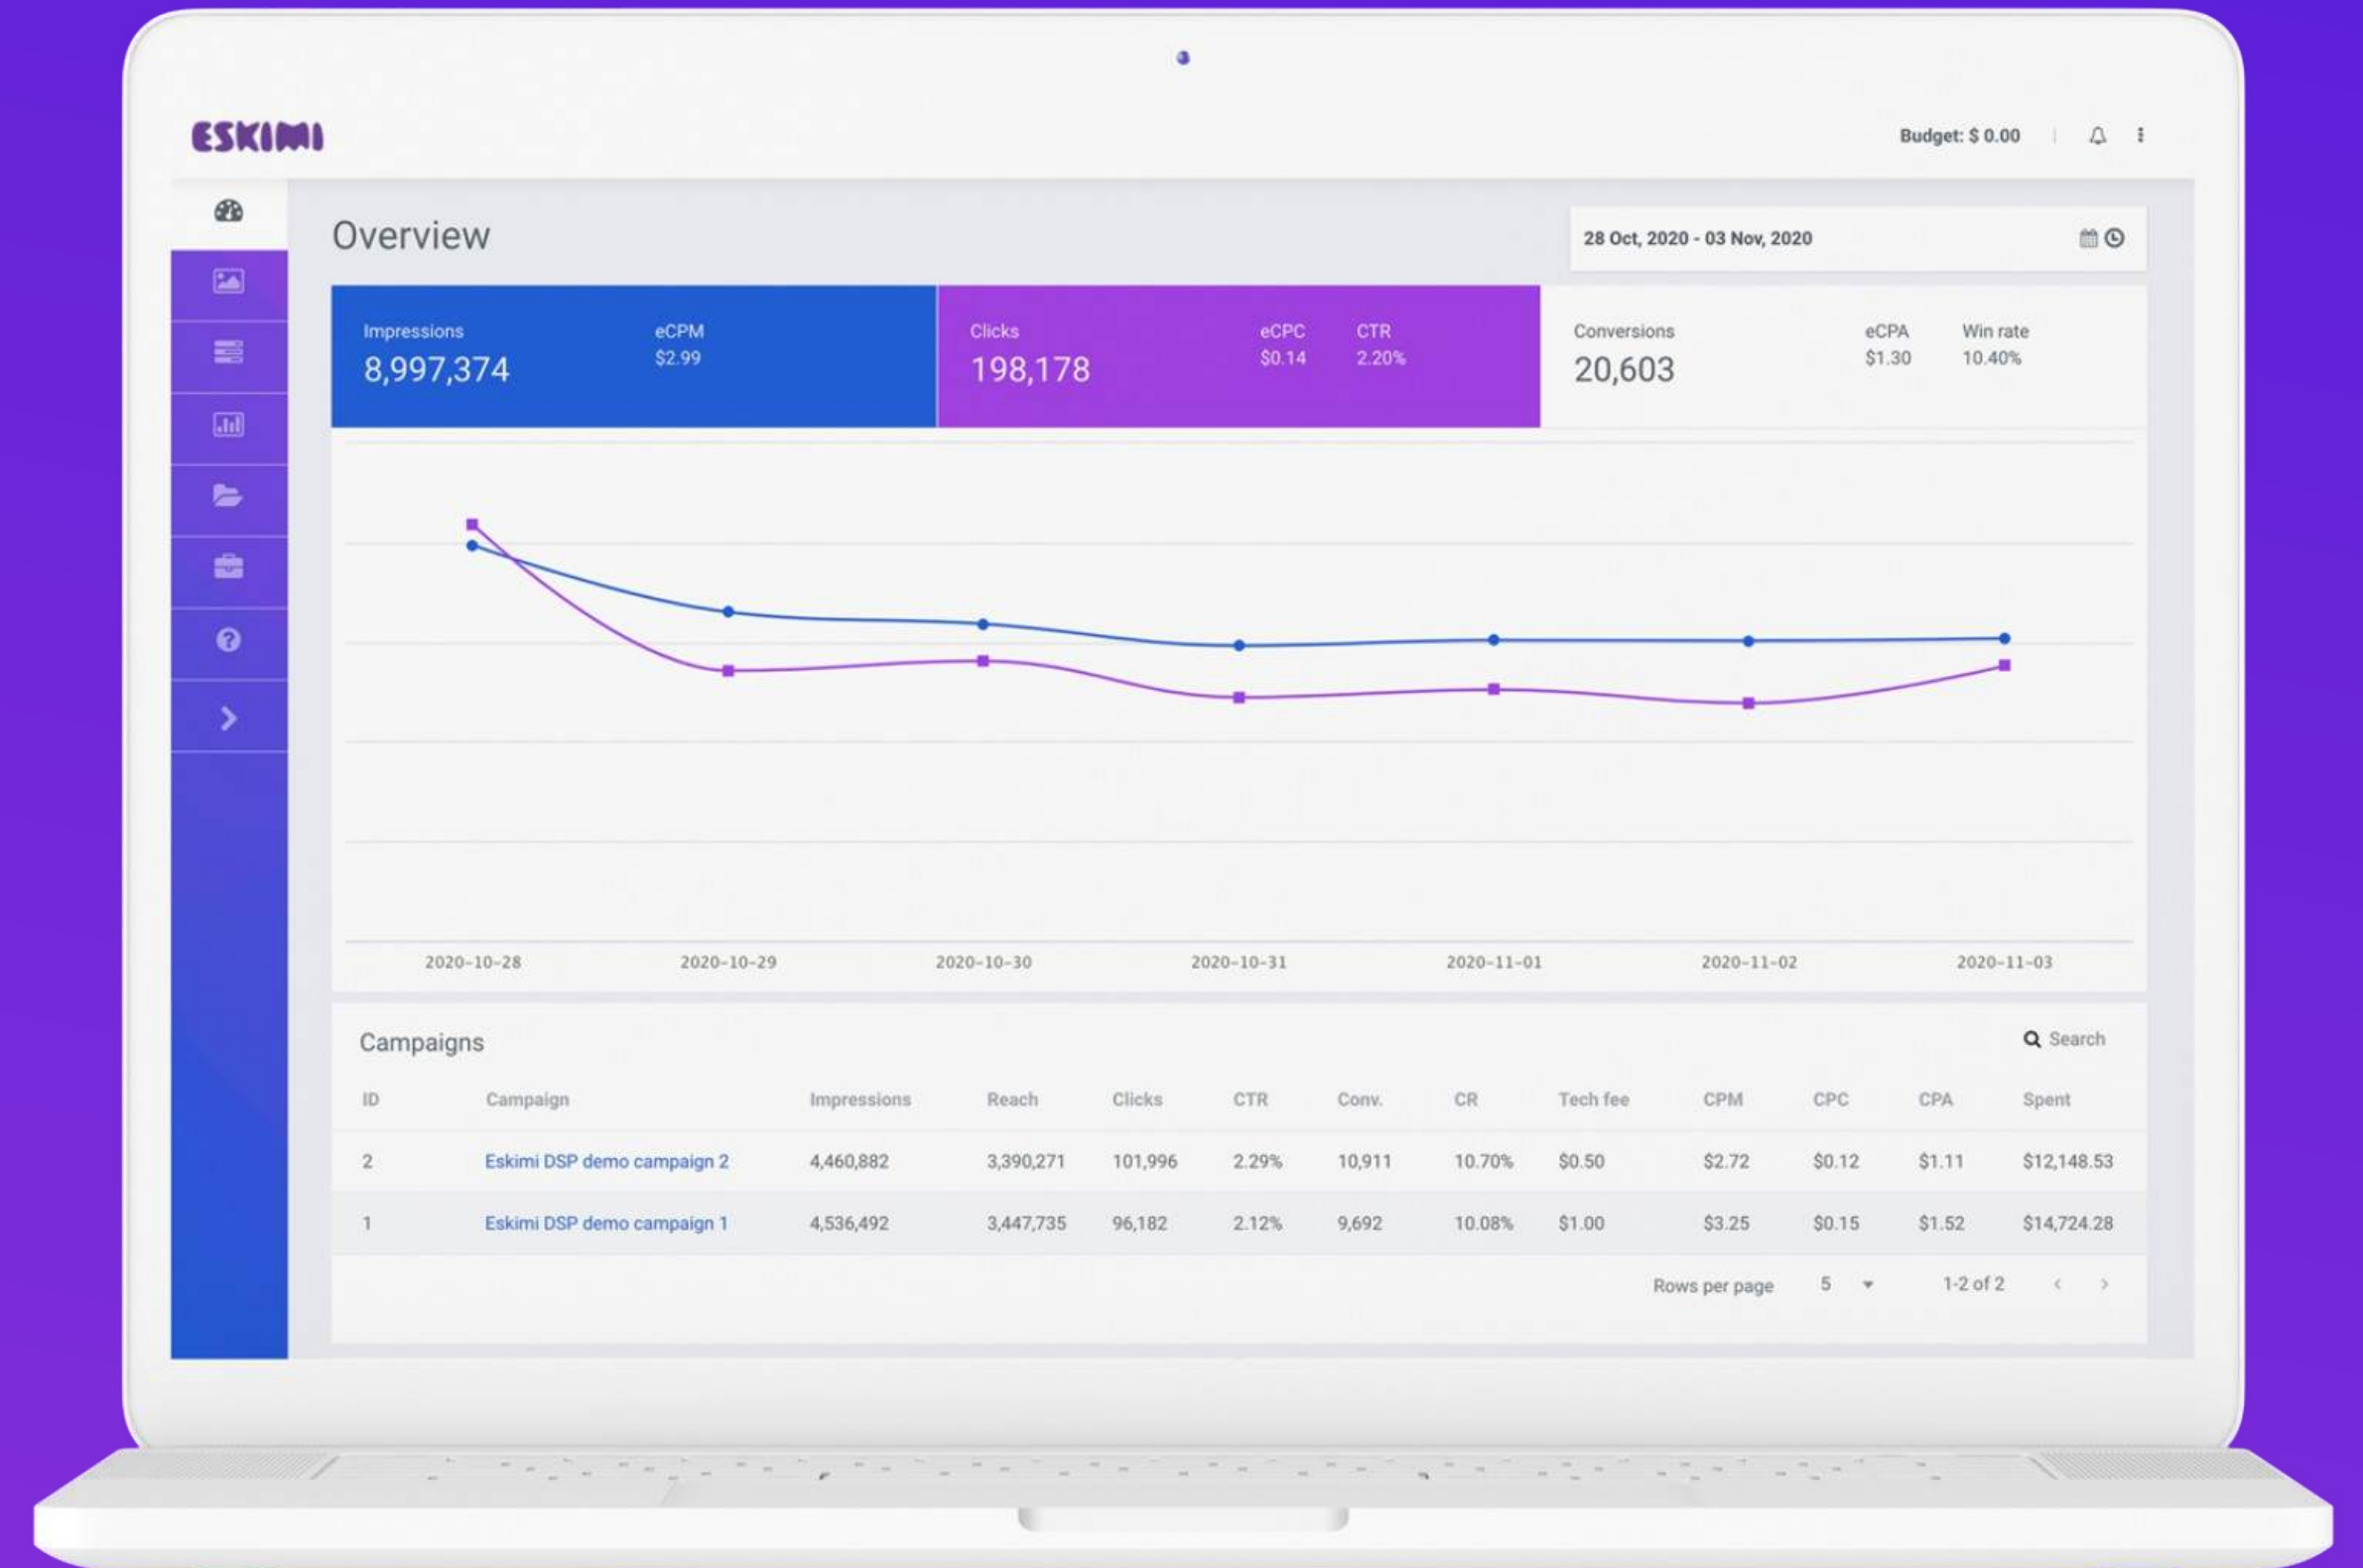 ESKIMI
Budget: $ 0.00
Overview
28 Oct, 2020 - 03 Nov, 2020
Impressions
8,997,374
eCPM
$2.99
Clicks
198,178
eCPC
$0.14
CTR
2.20%
Conversions
20,603
eCPA
$1.30
Win rate
10.40%
2020-10-28 2020-10-29 2020-10-30 2020-10-31 2020-11-01 2020-11-02 2020-11-03
Campaigns
Search
ID Campaign Impressions Reach Clicks CTR Conv. CR Tech fee CPM CPC CPA Spent
2 Eskimi DSP demo campaign 2 4,460,882 3,390,271 101,996 2.29% 10,911 10.70% $0.50 $2.72 $0.12 $1.11 $12,148.53
1 Eskimi DSP demo campaign 1 4,536,492 3,447,735 96,182 2.12% 9,692 10.08% $1.00 $3.25 $0.15 $1.52 $14,724.28
Rows per page 5 1-2 of 2